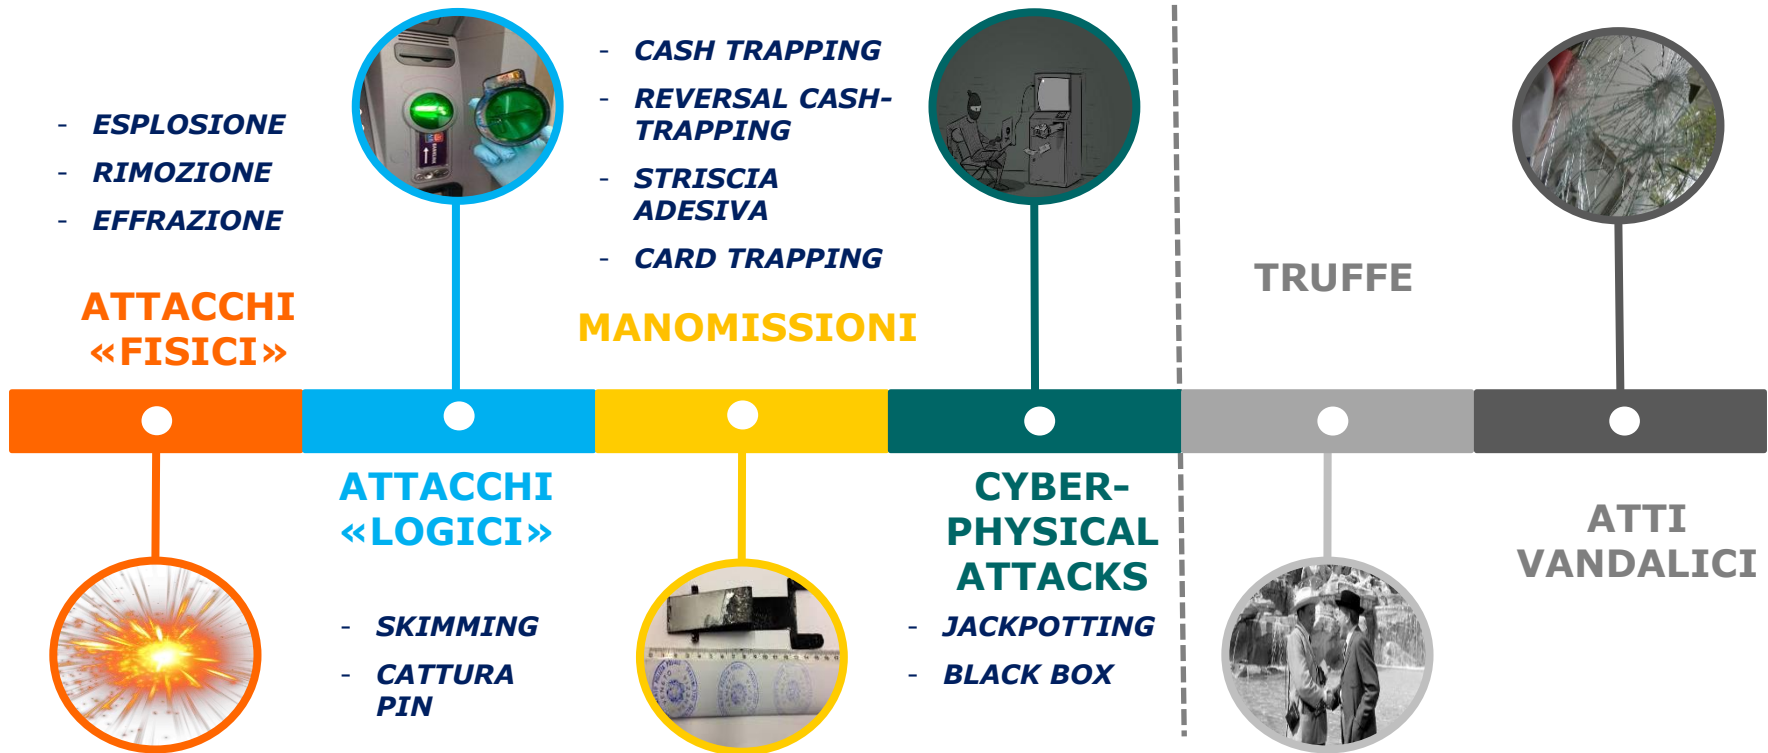 - ESPLOSIONE
- RIMOZIONE
- EFFRAZIONE
ATTACCHI
«FISICI»
ATTACCHI
«LOGICI»
- SKIMMING
- CATTURA
PIN
- CASH TRAPPING
- REVERSAL CASH-
TRAPPING
- STRISCIA
ADESIVA
- CARD TRAPPING
MANOMISSIONI
CYBER-
PHYSICAL
ATTACKS
- JACKPOTTING
- BLACK BOX
TRUFFE
ATTI
VANDALICI